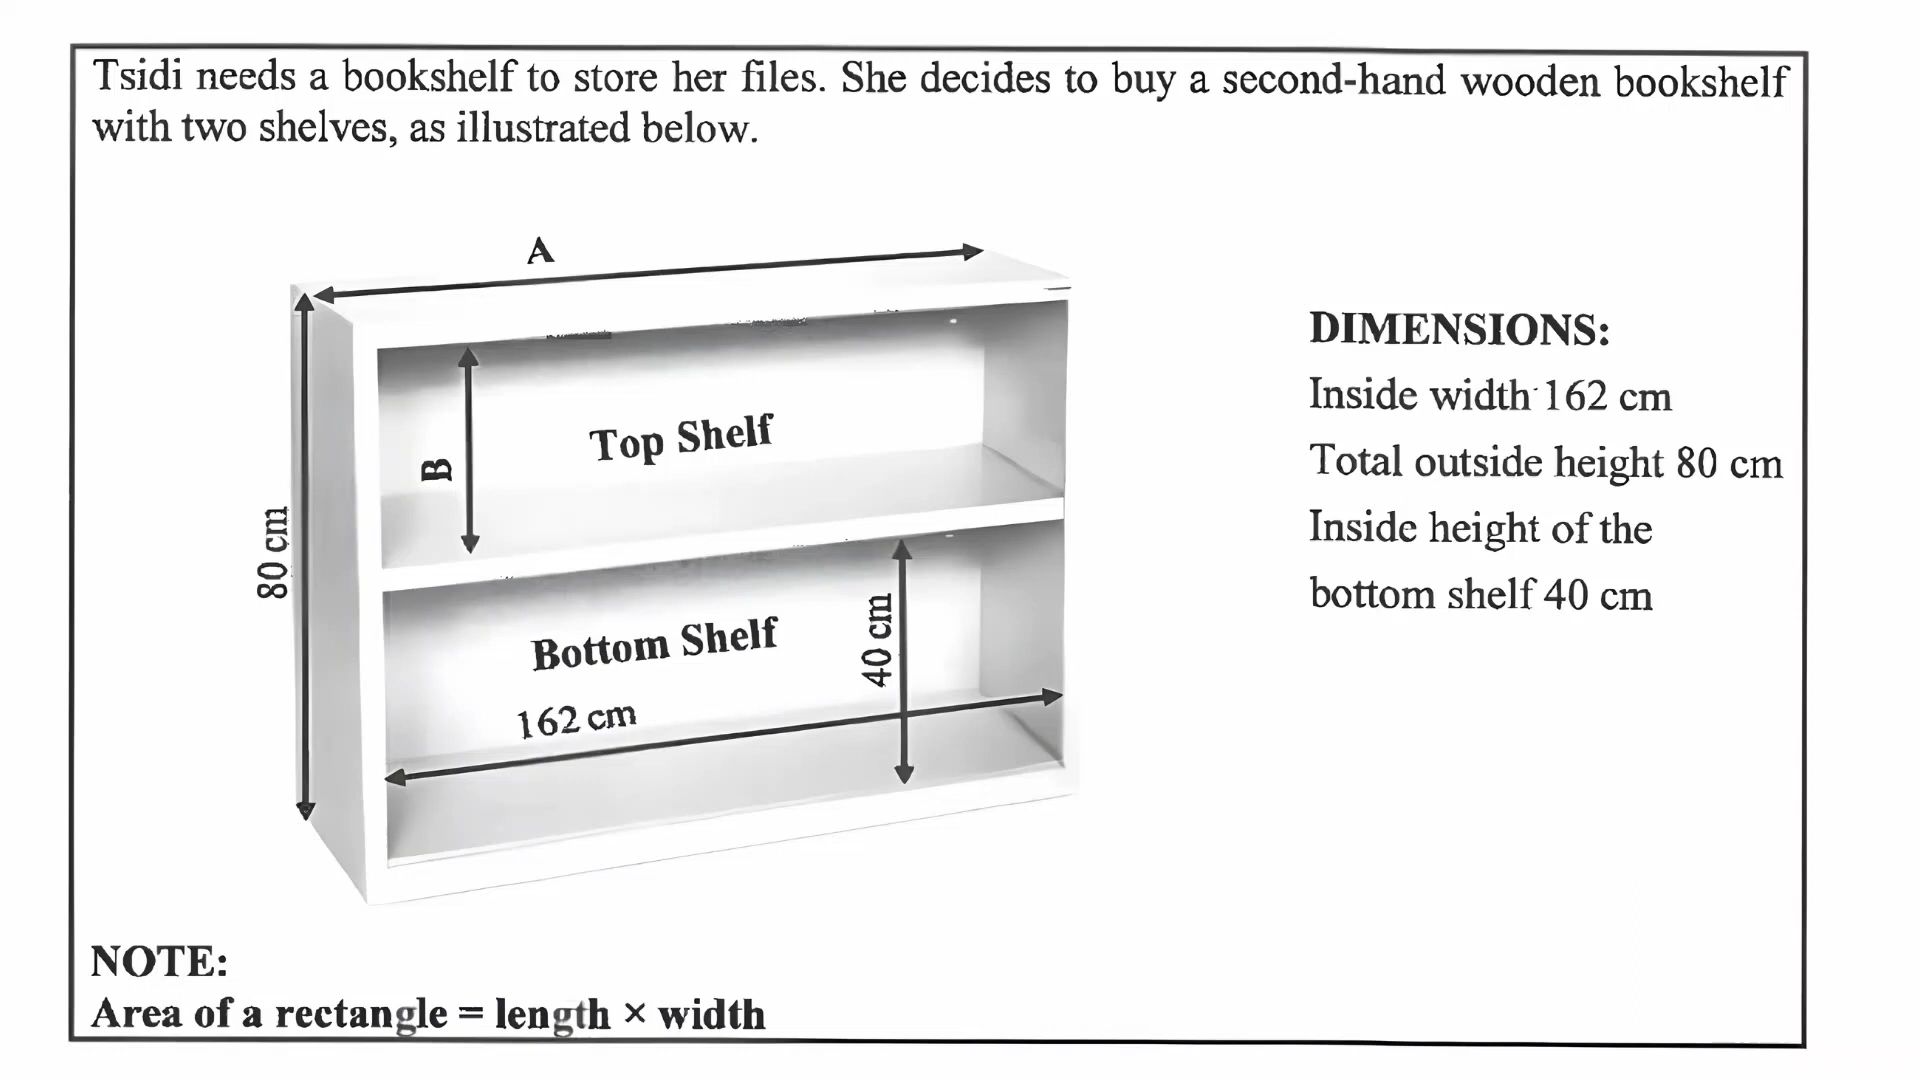 Tsidi needs a bookshelf to store her files. She decides to buy a second-hand wooden bookshelf
with two shelves, as illustrated below.
A
DIMENSIONS:
Inside width 162 cm
Total outside height 80 cm
Inside height of the
bottom shelf 40 cm
Top Shelf
B
80 cm
Bottom Shelf
40 cm
162 cm
NOTE:
Area of a rectangle = length × width